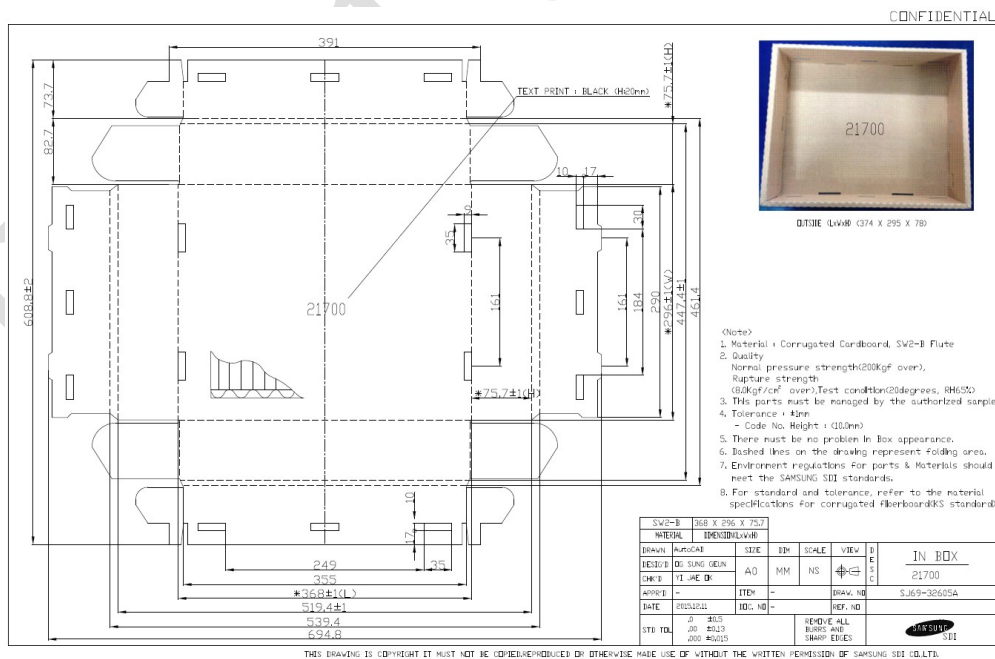 CONFIDENTIAL
391
73.7
82.7
*75.7±1(H)
TEXT PRINT : BLACK (H:20mm)
21700
OUTSIDE (LxWxH) (374 X 295 X 78)
10
17
30
9
35
161
161
184
290
*296±1(W)
447.4±1
461.4
608.8±2
21700
*75.7±1(H)
10
17
249
35
355
*368±1(L)
519.4±1
539.4
694.8
<Note>
1. Material : Corrugated Cardboard, SW2-B Flute
2. Quality
Normal pressure strength(200Kgf over),
Rupture strength
(8.0Kgf/cm² over),Test condition(20degrees, RH65%)
3. This parts must be managed by the authorized sample
4. Tolerance : ±1mm
- Code No. Height : (10.0mm)
5. There must be no problem in Box appearance.
6. Dashed lines on the drawing represent folding area.
7. Environment regulations for parts & Materials should
meet the SAMSUNG SDI standards.
8. For standard and tolerance, refer to the material
specifications for corrugated fiberboard(KS standard)
SW2-B 368 X 296 X 75.7
MATERIAL DIMENSION(LxWxH)
DRAWN AutoCAD SIZE DIM SCALE VIEW DESC IN BOX
DESIG'D OG SUNG GEUN A0 MM NS 21700
CHK'D YI JAE OK
APPR'D - ITEM - DRAW. NO SJ69-32605A
DATE 2015.12.11 DOC. NO - REF. NO
STD TOL .0 ±0.5 REMOVE ALL
.00 ±0.13 BURRS AND
.000 ±0.015 SHARP EDGES
SAMSUNG SDI
THIS DRAWING IS COPYRIGHT IT MUST NOT BE COPIED,REPRODUCED OR OTHERWISE MADE USE OF WITHOUT THE WRITTEN PERMISSION OF SAMSUNG SDI CO.,LTD.